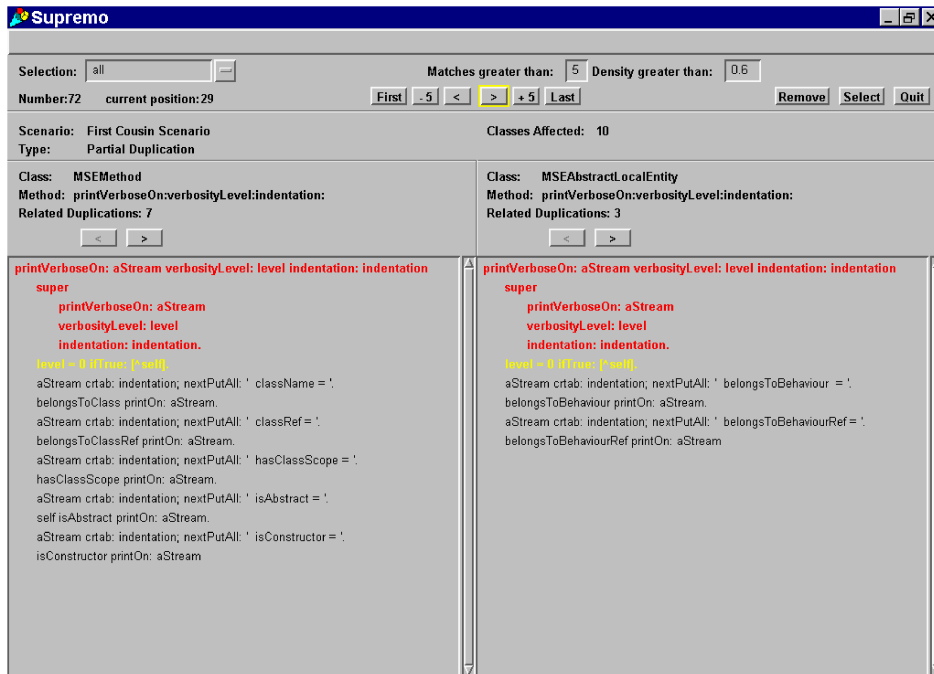 Supremo
Selection: all Matches greater than: 5 Density greater than: 0.6
Number:72 current position:29 First - 5 < > + 5 Last Remove Select Quit
Scenario: First Cousin Scenario Classes Affected: 10
Type: Partial Duplication
Class: MSEMethod
Method: printVerboseOn:verbosityLevel:indentation:
Related Duplications: 7
< >
Class: MSEAbstractLocalEntity
Method: printVerboseOn:verbosityLevel:indentation:
Related Duplications: 3
< >
printVerboseOn: aStream verbosityLevel: level indentation: indentation
super
printVerboseOn: aStream
verbosityLevel: level
indentation: indentation.
level = 0 ifTrue: [^self].
aStream crtab: indentation; nextPutAll: ' className = '.
belongsToClass printOn: aStream.
aStream crtab: indentation; nextPutAll: ' classRef = '.
belongsToClassRef printOn: aStream.
aStream crtab: indentation; nextPutAll: ' hasClassScope = '.
hasClassScope printOn: aStream.
aStream crtab: indentation; nextPutAll: ' isAbstract = '.
self isAbstract printOn: aStream.
aStream crtab: indentation; nextPutAll: ' isConstructor = '.
isConstructor printOn: aStream
printVerboseOn: aStream verbosityLevel: level indentation: indentation
super
printVerboseOn: aStream
verbosityLevel: level
indentation: indentation.
level = 0 ifTrue: [^self].
aStream crtab: indentation; nextPutAll: ' belongsToBehaviour = '.
belongsToBehaviour printOn: aStream.
aStream crtab: indentation; nextPutAll: ' belongsToBehaviourRef = '.
belongsToBehaviourRef printOn: aStream